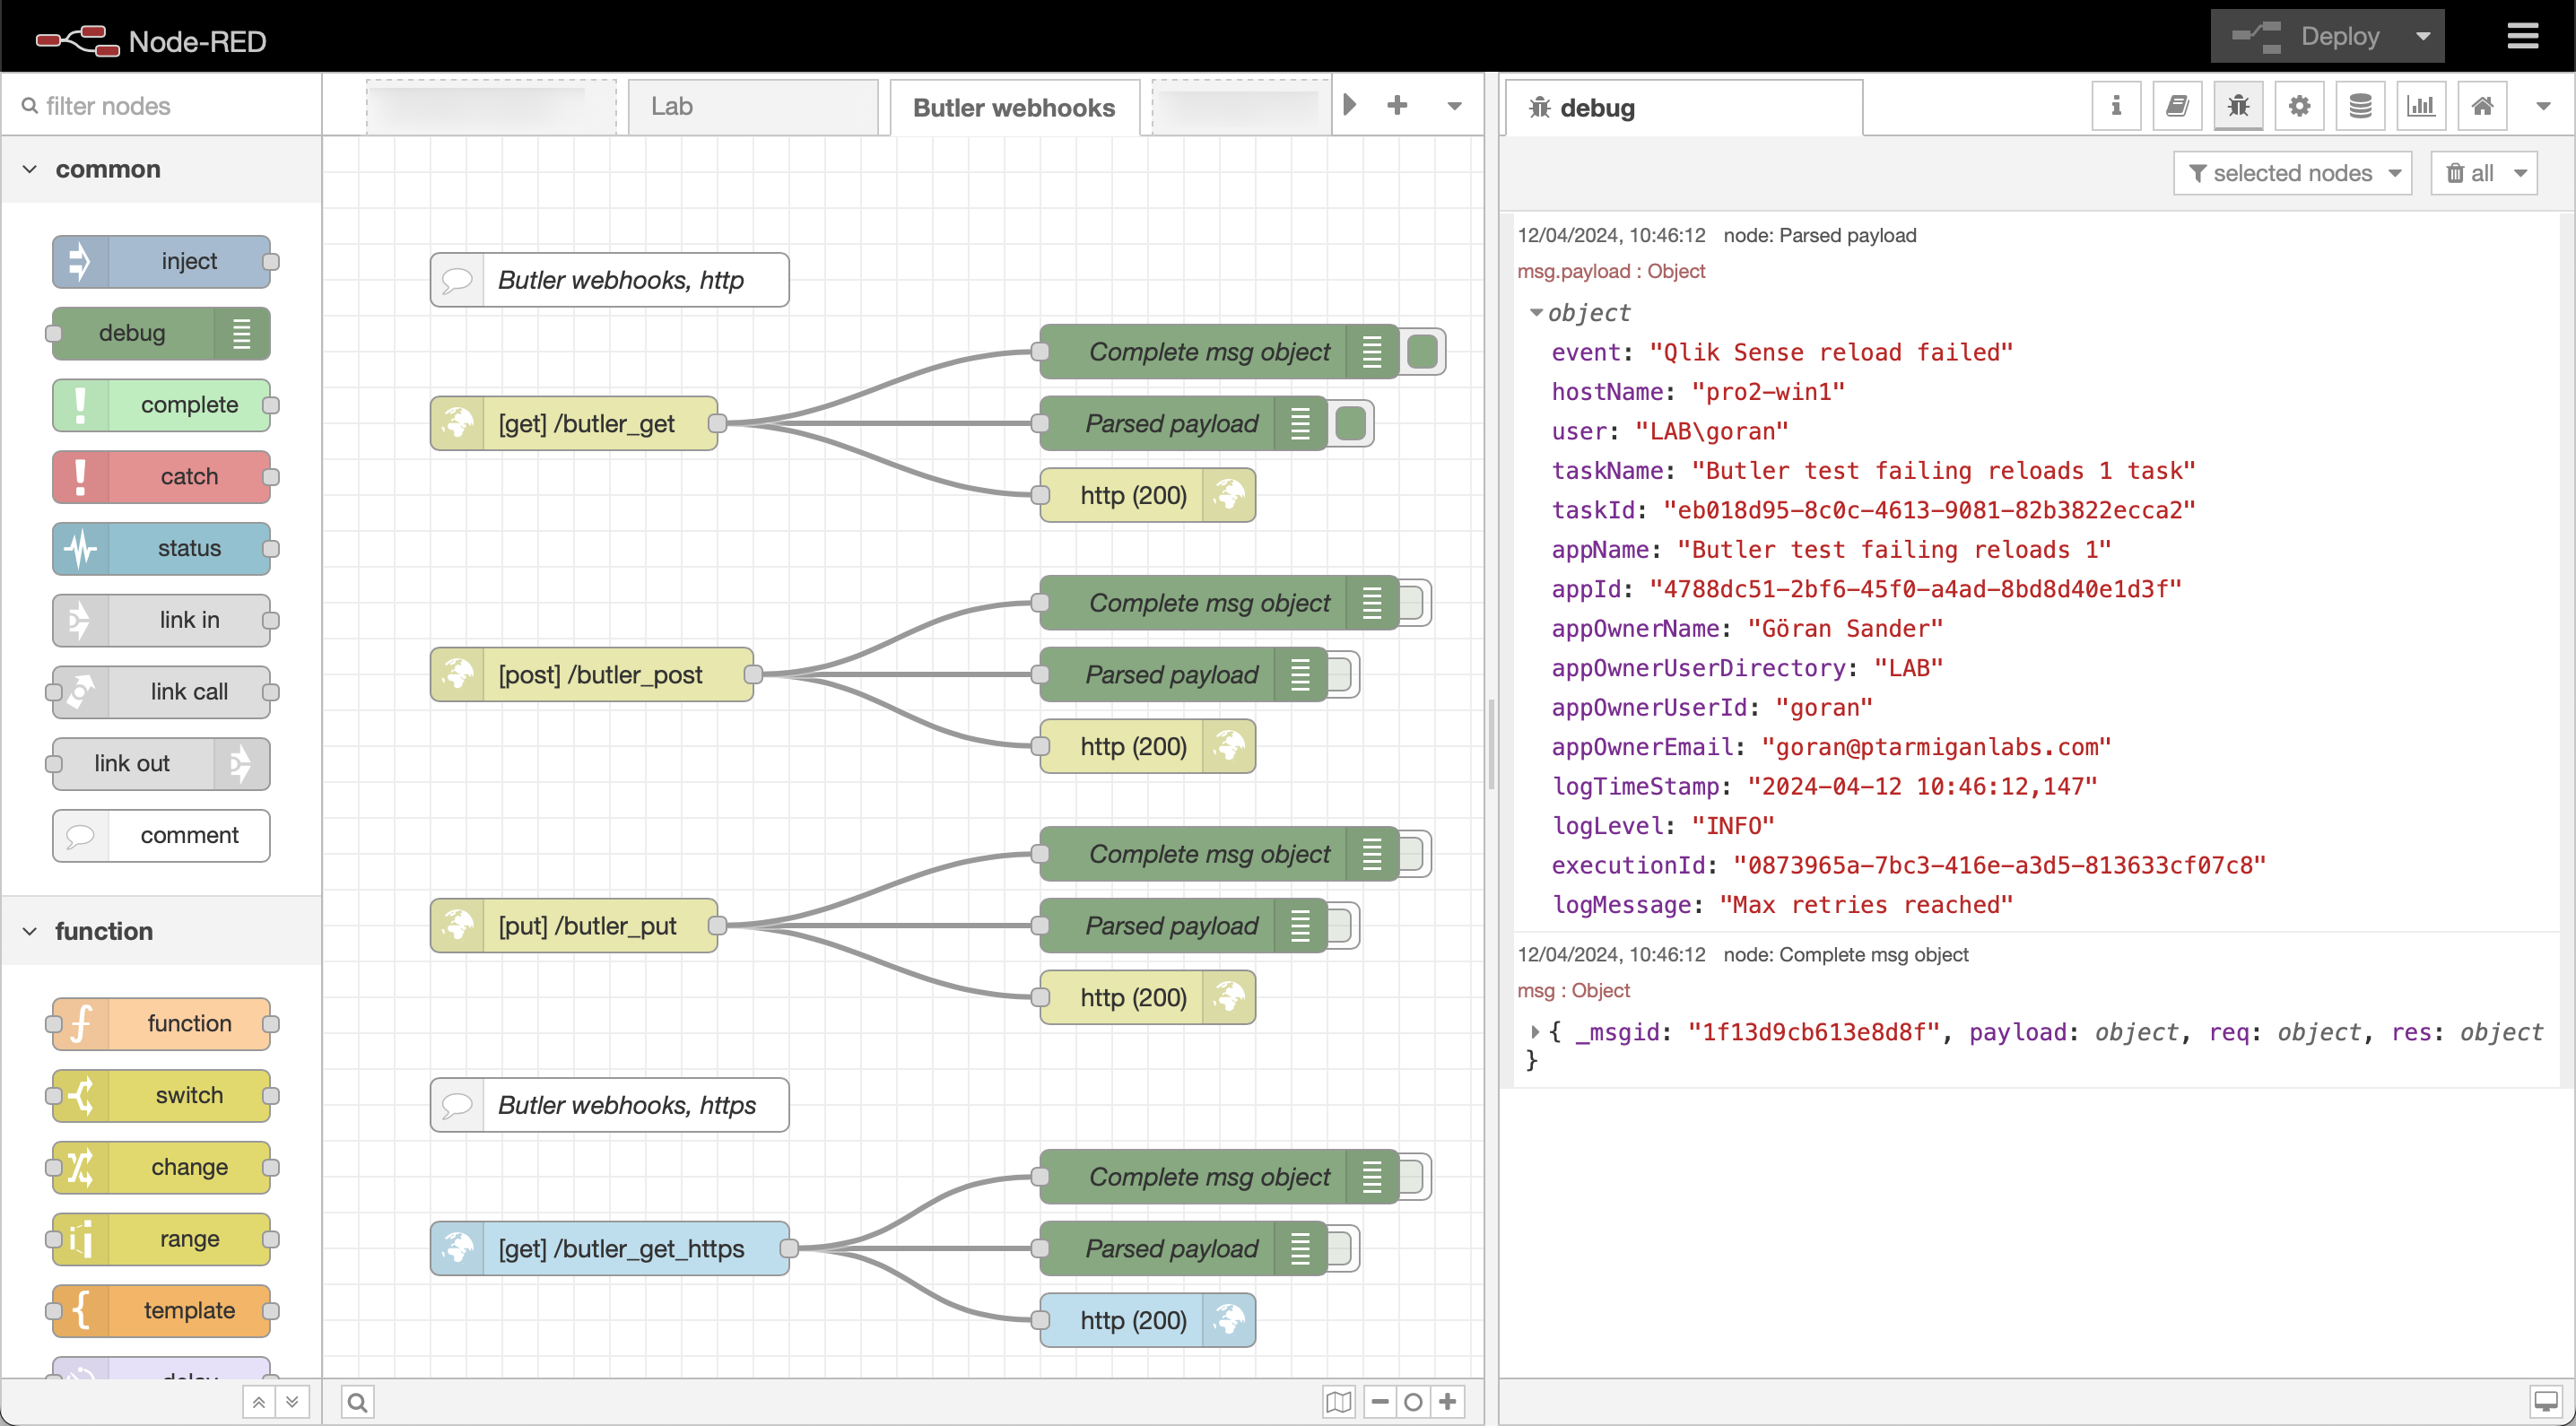 Node-RED
Deploy
filter nodes
Lab
Butler webhooks
debug
common
selected nodes
all
inject
debug
complete
catch
status
link in
link call
link out
comment
function
function
switch
change
range
template
delay
Butler webhooks, http
Complete msg object
[get] /butler_get
Parsed payload
http (200)
Complete msg object
[post] /butler_post
Parsed payload
http (200)
Complete msg object
[put] /butler_put
Parsed payload
http (200)
Butler webhooks, https
Complete msg object
[get] /butler_get_https
Parsed payload
http (200)
12/04/2024, 10:46:12 node: Parsed payload
msg.payload : Object
object
event: "Qlik Sense reload failed"
hostName: "pro2-win1"
user: "LAB\goran"
taskName: "Butler test failing reloads 1 task"
taskId: "eb018d95-8c0c-4613-9081-82b3822ecca2"
appName: "Butler test failing reloads 1"
appId: "4788dc51-2bf6-45f0-a4ad-8bd8d40e1d3f"
appOwnerName: "Göran Sander"
appOwnerUserDirectory: "LAB"
appOwnerUserId: "goran"
appOwnerEmail: "goran@ptarmiganlabs.com"
logTimeStamp: "2024-04-12 10:46:12,147"
logLevel: "INFO"
executionId: "0873965a-7bc3-416e-a3d5-813633cf07c8"
logMessage: "Max retries reached"
12/04/2024, 10:46:12 node: Complete msg object
msg : Object
{ _msgid: "1f13d9cb613e8d8f", payload: object, req: object, res: object
}